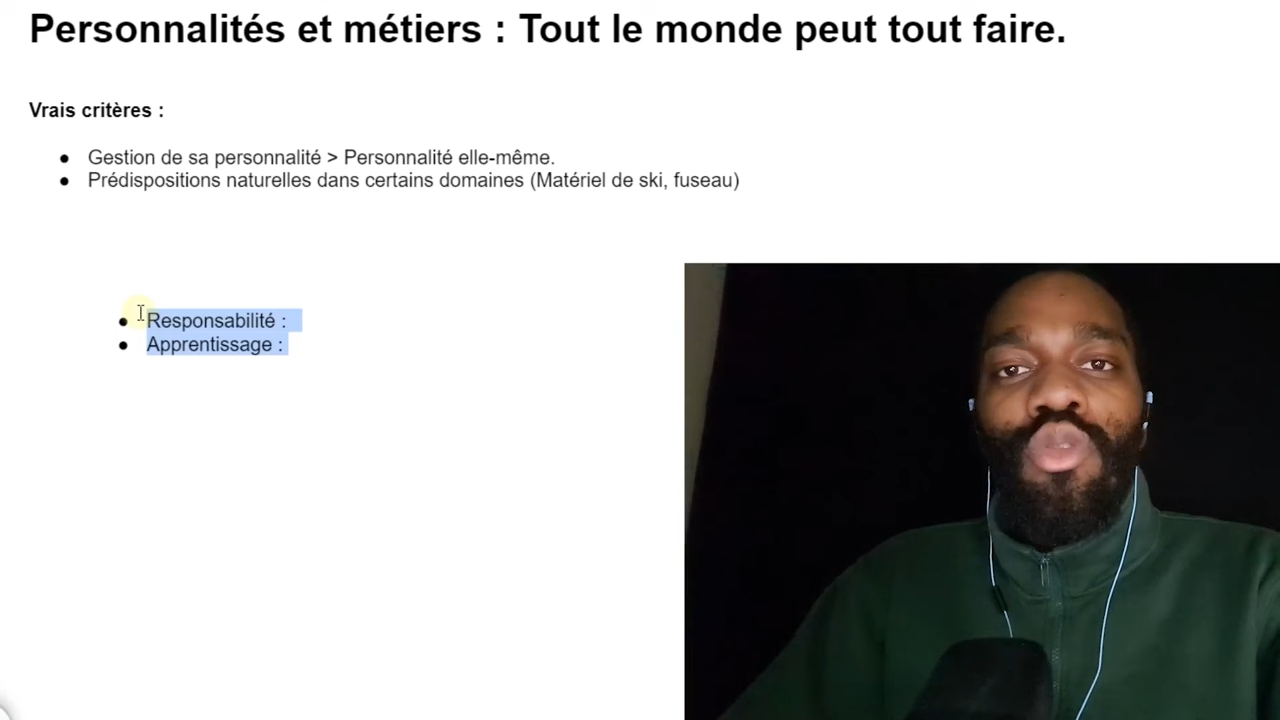 Personnalités et métiers : Tout le monde peut tout faire.
Vrais critères :
● Gestion de sa personnalité > Personnalité elle-même.
● Prédispositions naturelles dans certains domaines (Matériel de ski, fuseau)
● Responsabilité :
● Apprentissage :